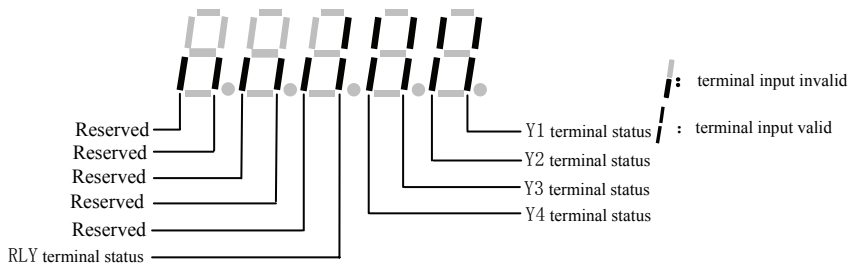 : terminal input invalid
: terminal input valid
Reserved
Reserved
Reserved
Reserved
Reserved
RLY terminal status
Y1 terminal status
Y2 terminal status
Y3 terminal status
Y4 terminal status